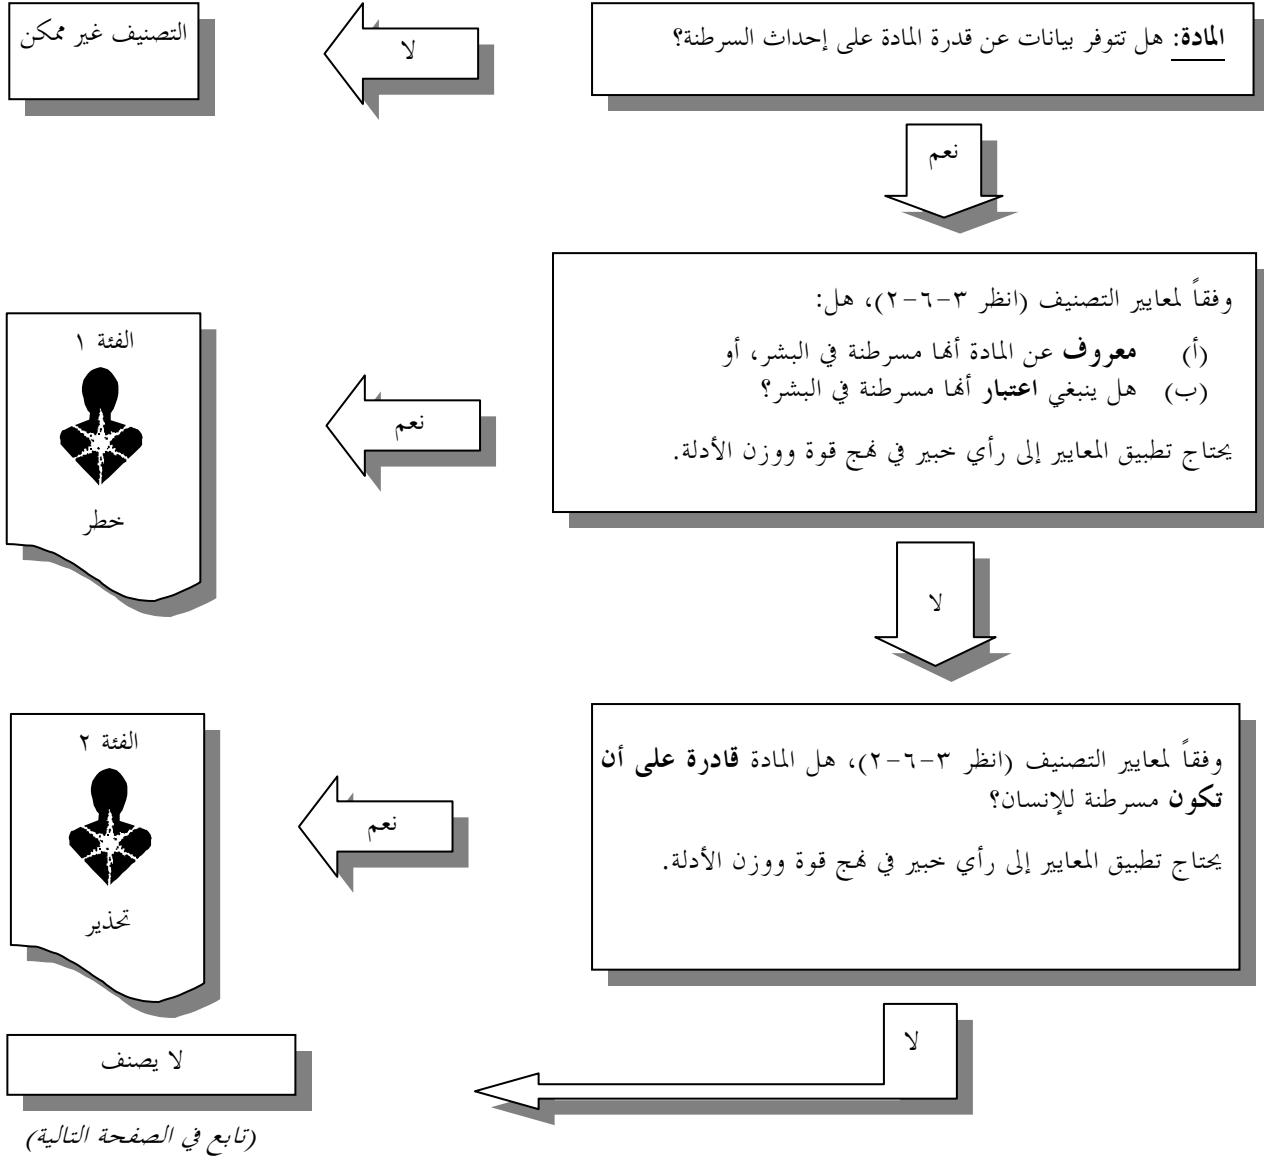 المادة: هل تتوفر بيانات عن قدرة المادة على إحداث السرطنة؟
لا
التصنيف غير ممكن
نعم
وفقاً لمعايير التصنيف (انظر ٣-٦-٢)، هل:
(أ) معروف عن المادة أنها مسرطنة في البشر، أو
(ب) هل ينبغي اعتبار أنها مسرطنة في البشر؟
يحتاج تطبيق المعايير إلى رأي خبير في نهج قوة ووزن الأدلة.
نعم
الفئة ١
خطر
لا
وفقاً لمعايير التصنيف (انظر ٣-٦-٢)، هل المادة قادرة على أن
تكون مسرطنة للإنسان؟
يحتاج تطبيق المعايير إلى رأي خبير في نهج قوة ووزن الأدلة.
نعم
الفئة ٢
تحذير
لا
لا يصنف
(تابع في الصفحة التالية)